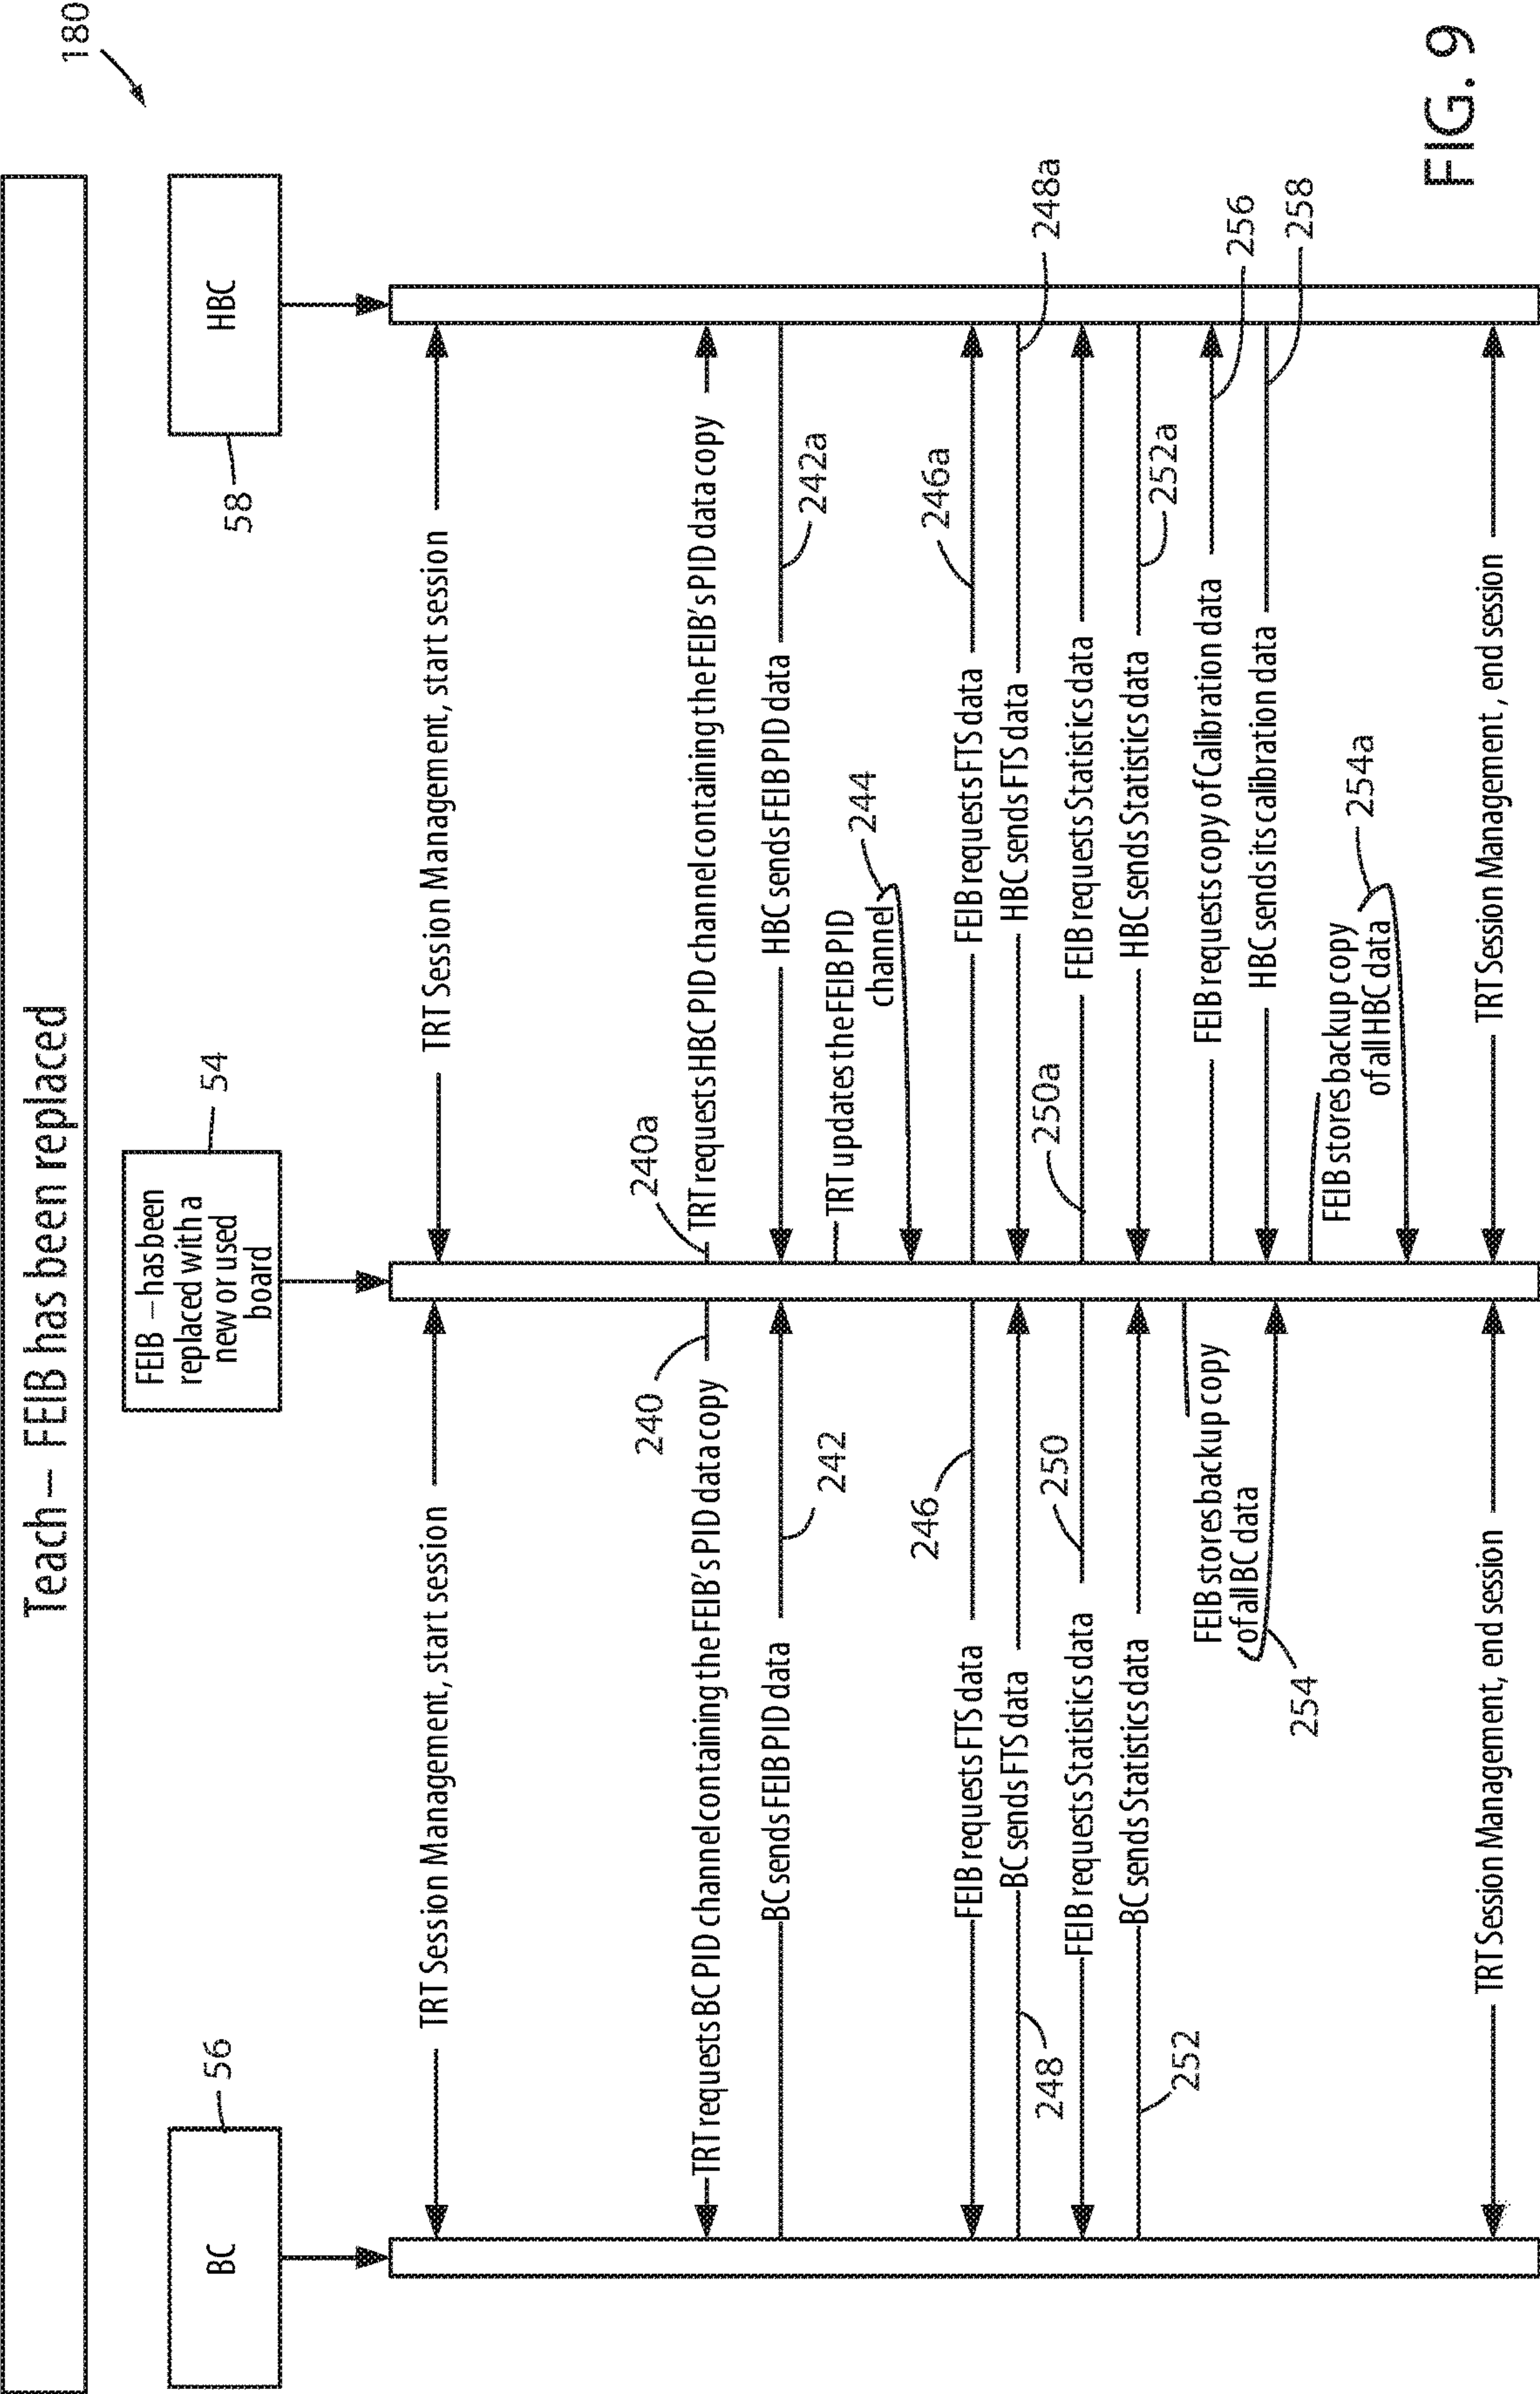 Teach – FEIB has been replaced
180
BC
56
FEIB – has been
replaced with a
new or used
board
54
HBC
58
TRT Session Management, start session
TRT Session Management, start session
240
240a
TRT requests BC PID channel containing the FEIB's PID data copy
TRT requests HBC PID channel containing the FEIB's PID data copy
BC sends FEIB PID data
242
HBC sends FEIB PID data
242a
TRT updates the FEIB PID
channel
244
246
246a
FEIB requests FTS data
FEIB requests FTS data
BC sends FTS data
248
HBC sends FTS data
248a
250
250a
FEIB requests Statistics data
FEIB requests Statistics data
BC sends Statistics data
252
HBC sends Statistics data
252a
FEIB stores backup copy
of all BC data
254
FEIB requests copy of Calibration data
256
HBC sends its calibration data
258
FEIB stores backup copy
of all HBC data
254a
TRT Session Management, end session
TRT Session Management , end session
FIG. 9